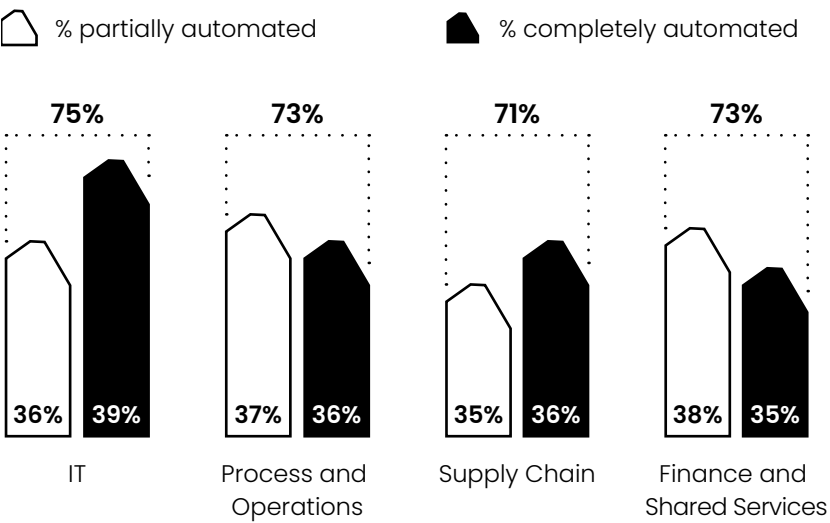 % partially automated
% completely automated
75%
73%
71%
73%
36%
39%
37%
36%
35%
36%
38%
35%
IT
Process and
Operations
Supply Chain
Finance and
Shared Services